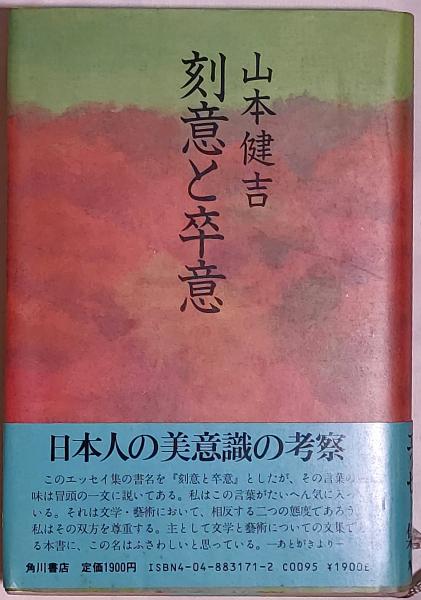 山本健吉
刻意と卒意
日本人の美意識の考察
このエッセイ集の書名を『刻意と卒意』としたが、その言葉の
味は冒頭の一文に説いてある。私はこの言葉がたいへん気に入っ
ている。それは文学・藝術において、相反する二つの態度であろう
私はその双方を尊重する。主として文学と藝術についての文集で
る本書に、この名はふさわしいと思っている。—あとがきより—
角川書店 定価1900円 ISBN4-04-883171-2 C0095 ¥1900E